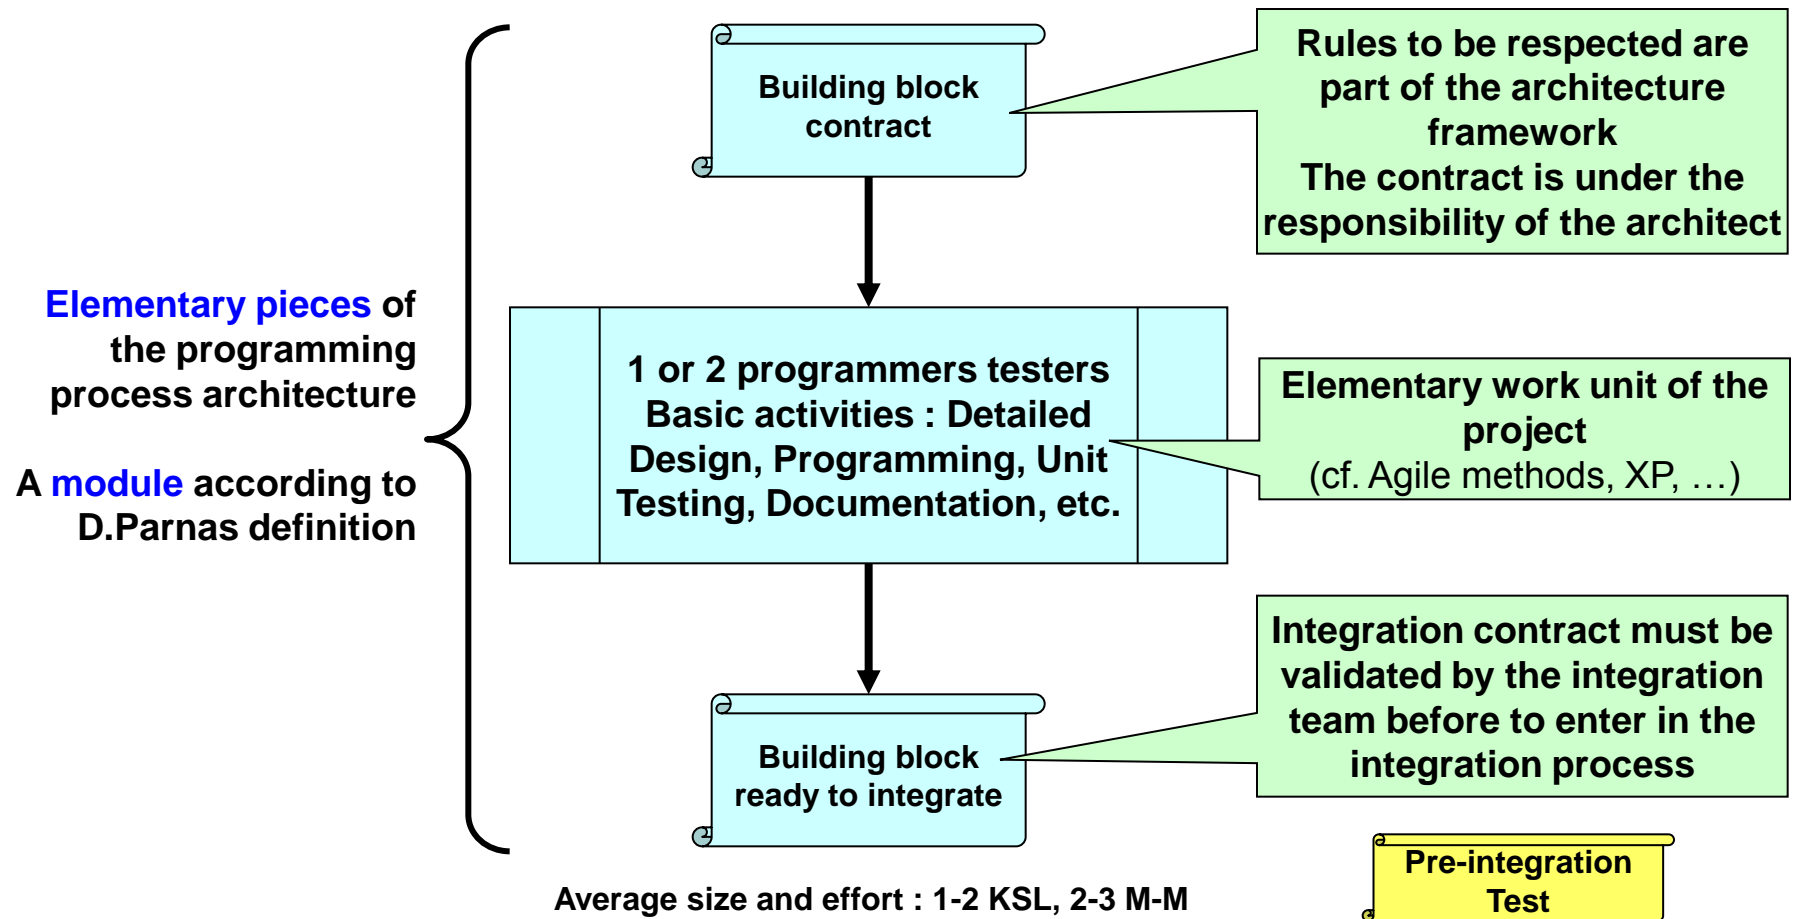 Building block
contract
Rules to be respected are
part of the architecture
framework
The contract is under the
responsibility of the architect
Elementary pieces of
the programming
process architecture
A module according to
D.Parnas definition
1 or 2 programmers testers
Basic activities : Detailed
Design, Programming, Unit
Testing, Documentation, etc.
Elementary work unit of the
project
(cf. Agile methods, XP, …)
Building block
ready to integrate
Integration contract must be
validated by the integration
team before to enter in the
integration process
Average size and effort : 1-2 KSL, 2-3 M-M
Pre-integration
Test